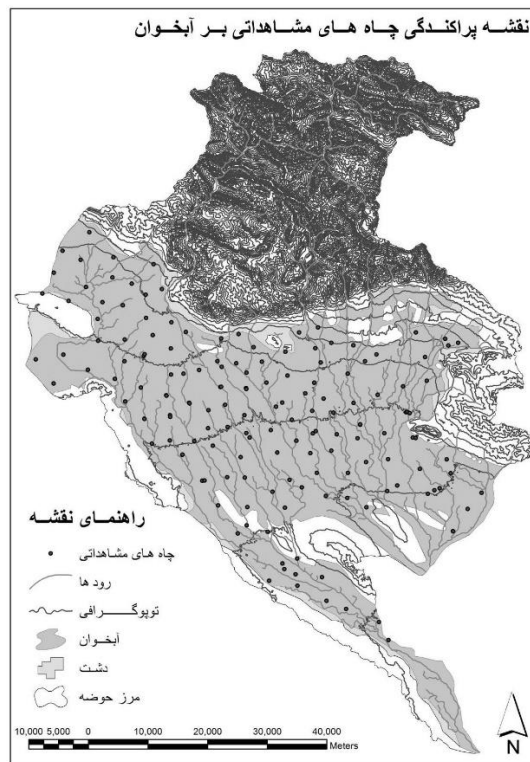 نقشه پراکندگی چاه های مشاهداتی بر آبخوان
راهنمای نقشه
چاه های مشاهداتی
رود ها
توپوگرافی
آبخوان
دشت
مرز حوضه
10,000 5,000 0 10,000 20,000 30,000 40,000
Meters
N